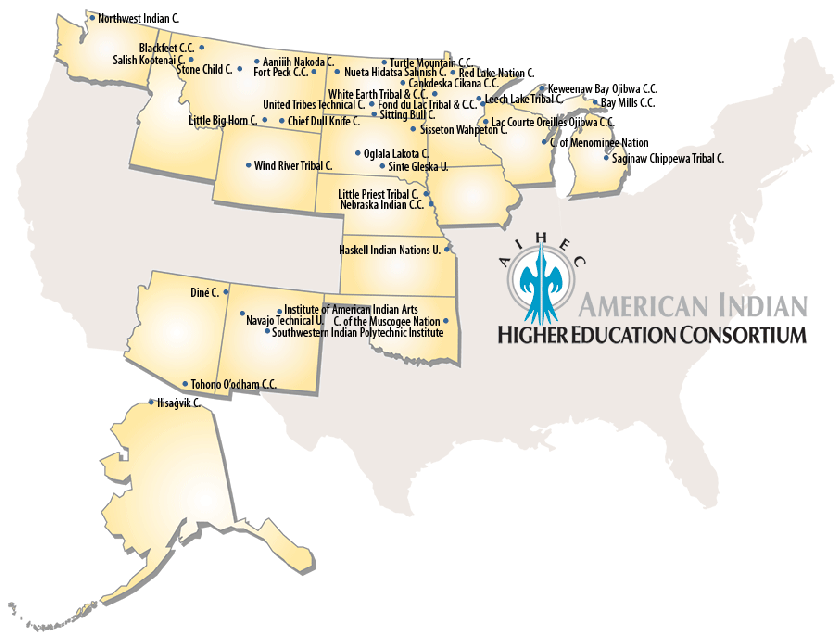 Northwest Indian C.
Blackfeet C.C.
Salish Kootenai C.
Stone Child C.
Aaniiih Nakoda C.
Fort Peck C.C.
Turtle Mountain C.C.
Nueta Hidatsa Sahnish C.
Red Lake Nation C.
Cankdeska Cikana C.C.
White Earth Tribal & C.C.
Leech Lake Tribal C.
United Tribes Technical C.
Fond du Lac Tribal & C.C.
Sitting Bull C.
Keweenaw Bay Ojibwa C.C.
Bay Mills C.C.
Little Big Horn C.
Chief Dull Knife C.
Sisseton Wahpeton C.
Lac Courte Oreilles Ojibwa C.C.
C. of Menominee Nation
Saginaw Chippewa Tribal C.
Oglala Lakota C.
Wind River Tribal C.
Sinte Gleska U.
Little Priest Tribal C.
Nebraska Indian C.C.
Haskell Indian Nations U.
AIHEC
AMERICAN INDIAN
HIGHER EDUCATION CONSORTIUM
Diné C.
Institute of American Indian Arts
Navajo Technical U.
C. of the Muscogee Nation
Southwestern Indian Polytechnic Institute
Tohono O'odham C.C.
Ilisaġvik C.